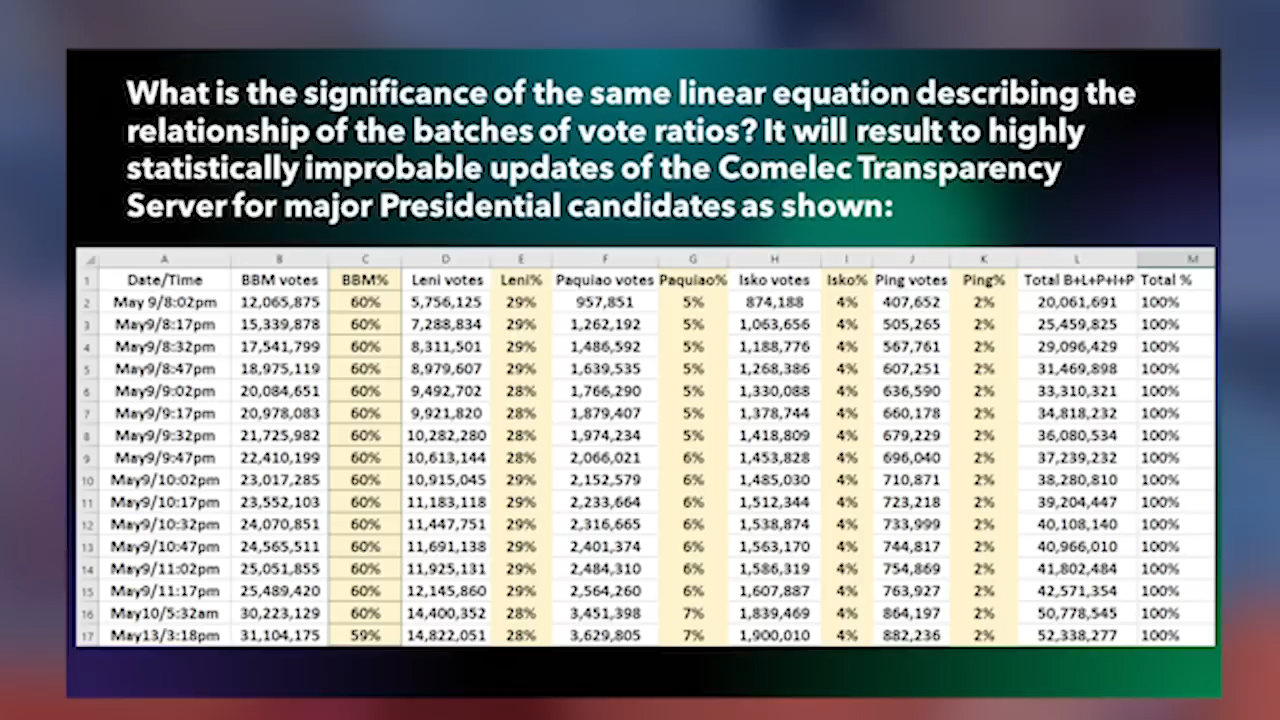 What is the significance of the same linear equation describing the
relationship of the batches of vote ratios? It will result to highly
statistically improbable updates of the Comelec Transparency
Server for major Presidential candidates as shown:
A B C D E F G H I J K L M
1 Date/Time BBM votes BBM% Leni votes Leni% Paquiao votes Paquiao% Isko votes Isko% Ping votes Ping% Total B+L+P+I+P Total %
2 May 9/8:02pm 12,065,875 60% 5,756,125 29% 957,851 5% 874,188 4% 407,652 2% 20,061,691 100%
3 May9/8:17pm 15,339,878 60% 7,288,834 29% 1,262,192 5% 1,063,656 4% 505,265 2% 25,459,825 100%
4 May9/8:32pm 17,541,799 60% 8,311,501 29% 1,486,592 5% 1,188,776 4% 567,761 2% 29,096,429 100%
5 May9/8:47pm 18,975,119 60% 8,979,607 29% 1,639,535 5% 1,268,386 4% 607,251 2% 31,469,898 100%
6 May9/9:02pm 20,084,651 60% 9,492,702 28% 1,766,290 5% 1,330,088 4% 636,590 2% 33,310,321 100%
7 May9/9:17pm 20,978,083 60% 9,921,820 28% 1,879,407 5% 1,378,744 4% 660,178 2% 34,818,232 100%
8 May9/9:32pm 21,725,982 60% 10,282,280 28% 1,974,234 5% 1,418,809 4% 679,229 2% 36,080,534 100%
9 May9/9:47pm 22,410,199 60% 10,613,144 28% 2,066,021 6% 1,453,828 4% 696,040 2% 37,239,232 100%
10 May9/10:02pm 23,017,285 60% 10,915,045 29% 2,152,579 6% 1,485,030 4% 710,871 2% 38,280,810 100%
11 May9/10:17pm 23,552,103 60% 11,183,118 29% 2,233,664 6% 1,512,344 4% 723,218 2% 39,204,447 100%
12 May9/10:32pm 24,070,851 60% 11,447,751 29% 2,316,665 6% 1,538,874 4% 733,999 2% 40,108,140 100%
13 May9/10:47pm 24,565,511 60% 11,691,138 29% 2,401,374 6% 1,563,170 4% 744,817 2% 40,966,010 100%
14 May9/11:02pm 25,051,855 60% 11,925,131 29% 2,484,310 6% 1,586,319 4% 754,869 2% 41,802,484 100%
15 May9/11:17pm 25,489,420 60% 12,145,860 29% 2,564,260 6% 1,607,887 4% 763,927 2% 42,571,354 100%
16 May10/5:32am 30,223,129 60% 14,400,352 28% 3,451,398 7% 1,839,469 4% 864,197 2% 50,778,545 100%
17 May13/3:18pm 31,104,175 59% 14,822,051 28% 3,629,805 7% 1,900,010 4% 882,236 2% 52,338,277 100%